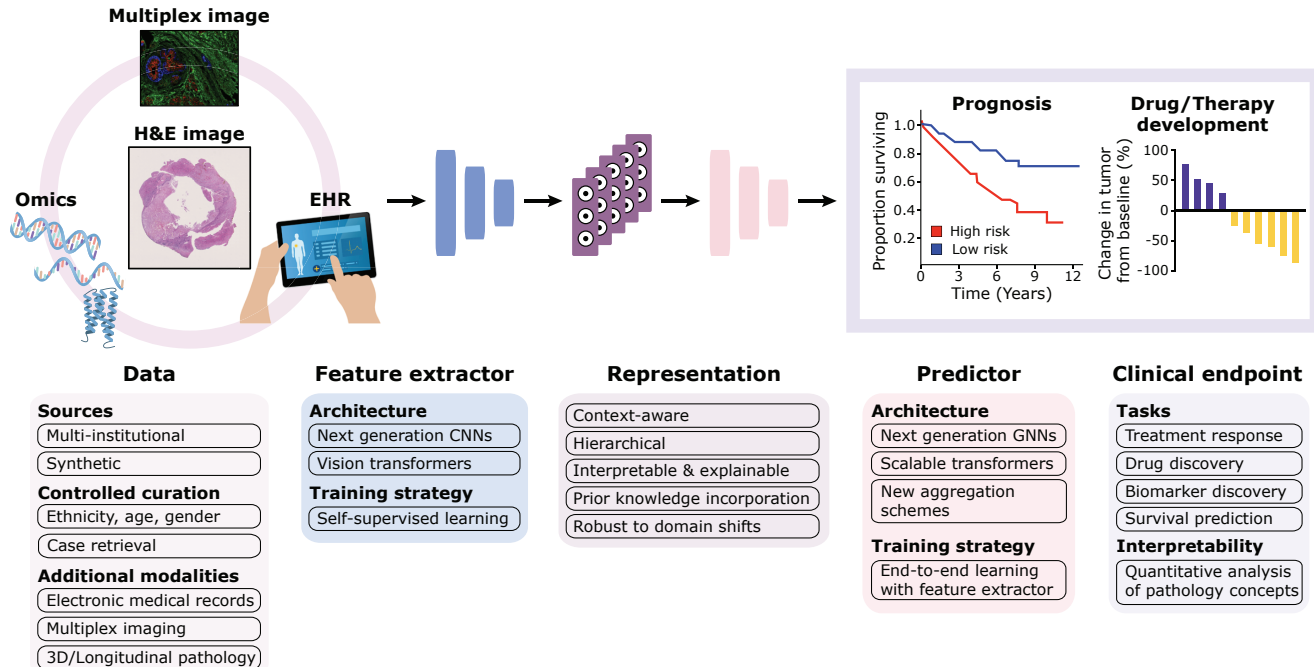 Multiplex image
H&E image
Omics
EHR
Prognosis
Proportion surviving
1.0
0.8
0.6
0.4
0.2
High risk
Low risk
0
3
6
9
12
Time (Years)
Drug/Therapy
development
Change in tumor
from baseline (%)
100
50
0
-50
-100
Data
Sources
Multi-institutional
Synthetic
Controlled curation
Ethnicity, age, gender
Case retrieval
Additional modalities
Electronic medical records
Multiplex imaging
3D/Longitudinal pathology
Feature extractor
Architecture
Next generation CNNs
Vision transformers
Training strategy
Self-supervised learning
Representation
Context-aware
Hierarchical
Interpretable & explainable
Prior knowledge incorporation
Robust to domain shifts
Predictor
Architecture
Next generation GNNs
Scalable transformers
New aggregation
schemes
Training strategy
End-to-end learning
with feature extractor
Clinical endpoint
Tasks
Treatment response
Drug discovery
Biomarker discovery
Survival prediction
Interpretability
Quantitative analysis
of pathology concepts